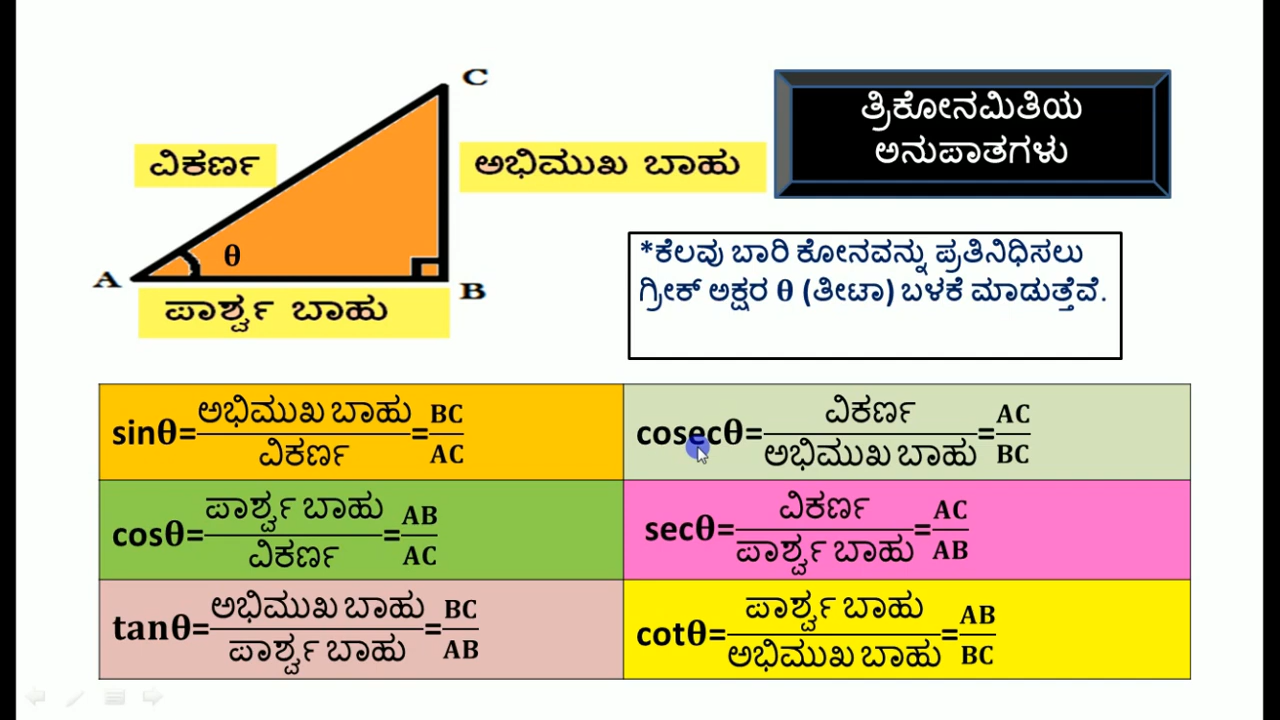 C
ವಿಕರ್ಣ
ಅಭಿಮುಖ ಬಾಹು
ತ್ರಿಕೋನಮಿತಿಯ
ಅನುಪಾತಗಳು
θ
A
B
ಪಾರ್ಶ್ವ ಬಾಹು
*ಕೆಲವು ಬಾರಿ ಕೋನವನ್ನು ಪ್ರತಿನಿಧಿಸಲು
ಗ್ರೀಕ್ ಅಕ್ಷರ θ (ತೀಟಾ) ಬಳಕೆ ಮಾಡುತ್ತೆವೆ.
sinθ=ಅಭಿಮುಖ ಬಾಹು/ವಿಕರ್ಣ=BC/AC
cosecθ=ವಿಕರ್ಣ/ಅಭಿಮುಖ ಬಾಹು=AC/BC
cosθ=ಪಾರ್ಶ್ವ ಬಾಹು/ವಿಕರ್ಣ=AB/AC
secθ=ವಿಕರ್ಣ/ಪಾರ್ಶ್ವ ಬಾಹು=AC/AB
tanθ=ಅಭಿಮುಖ ಬಾಹು/ಪಾರ್ಶ್ವ ಬಾಹು=BC/AB
cotθ=ಪಾರ್ಶ್ವ ಬಾಹು/ಅಭಿಮುಖ ಬಾಹು=AB/BC